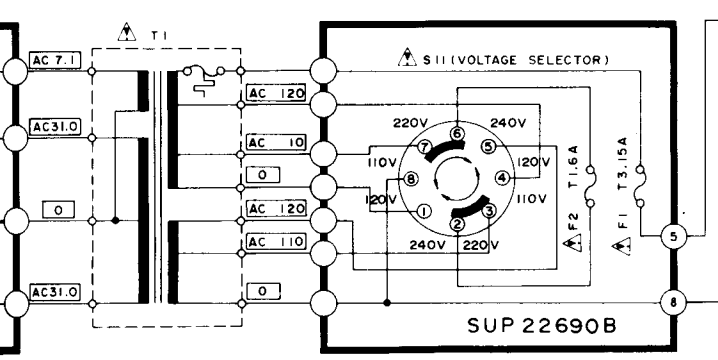 T1
AC 7.1
AC31.0
0
AC31.0
AC 120
AC 10
0
AC 120
AC 110
0
S11 (VOLTAGE SELECTOR)
220V
240V
110V
120V
120V
110V
240V
220V
6
7
5
8
4
1
2
3
F2 T1.6A
F1 T3.15A
5
8
SUP 22690B